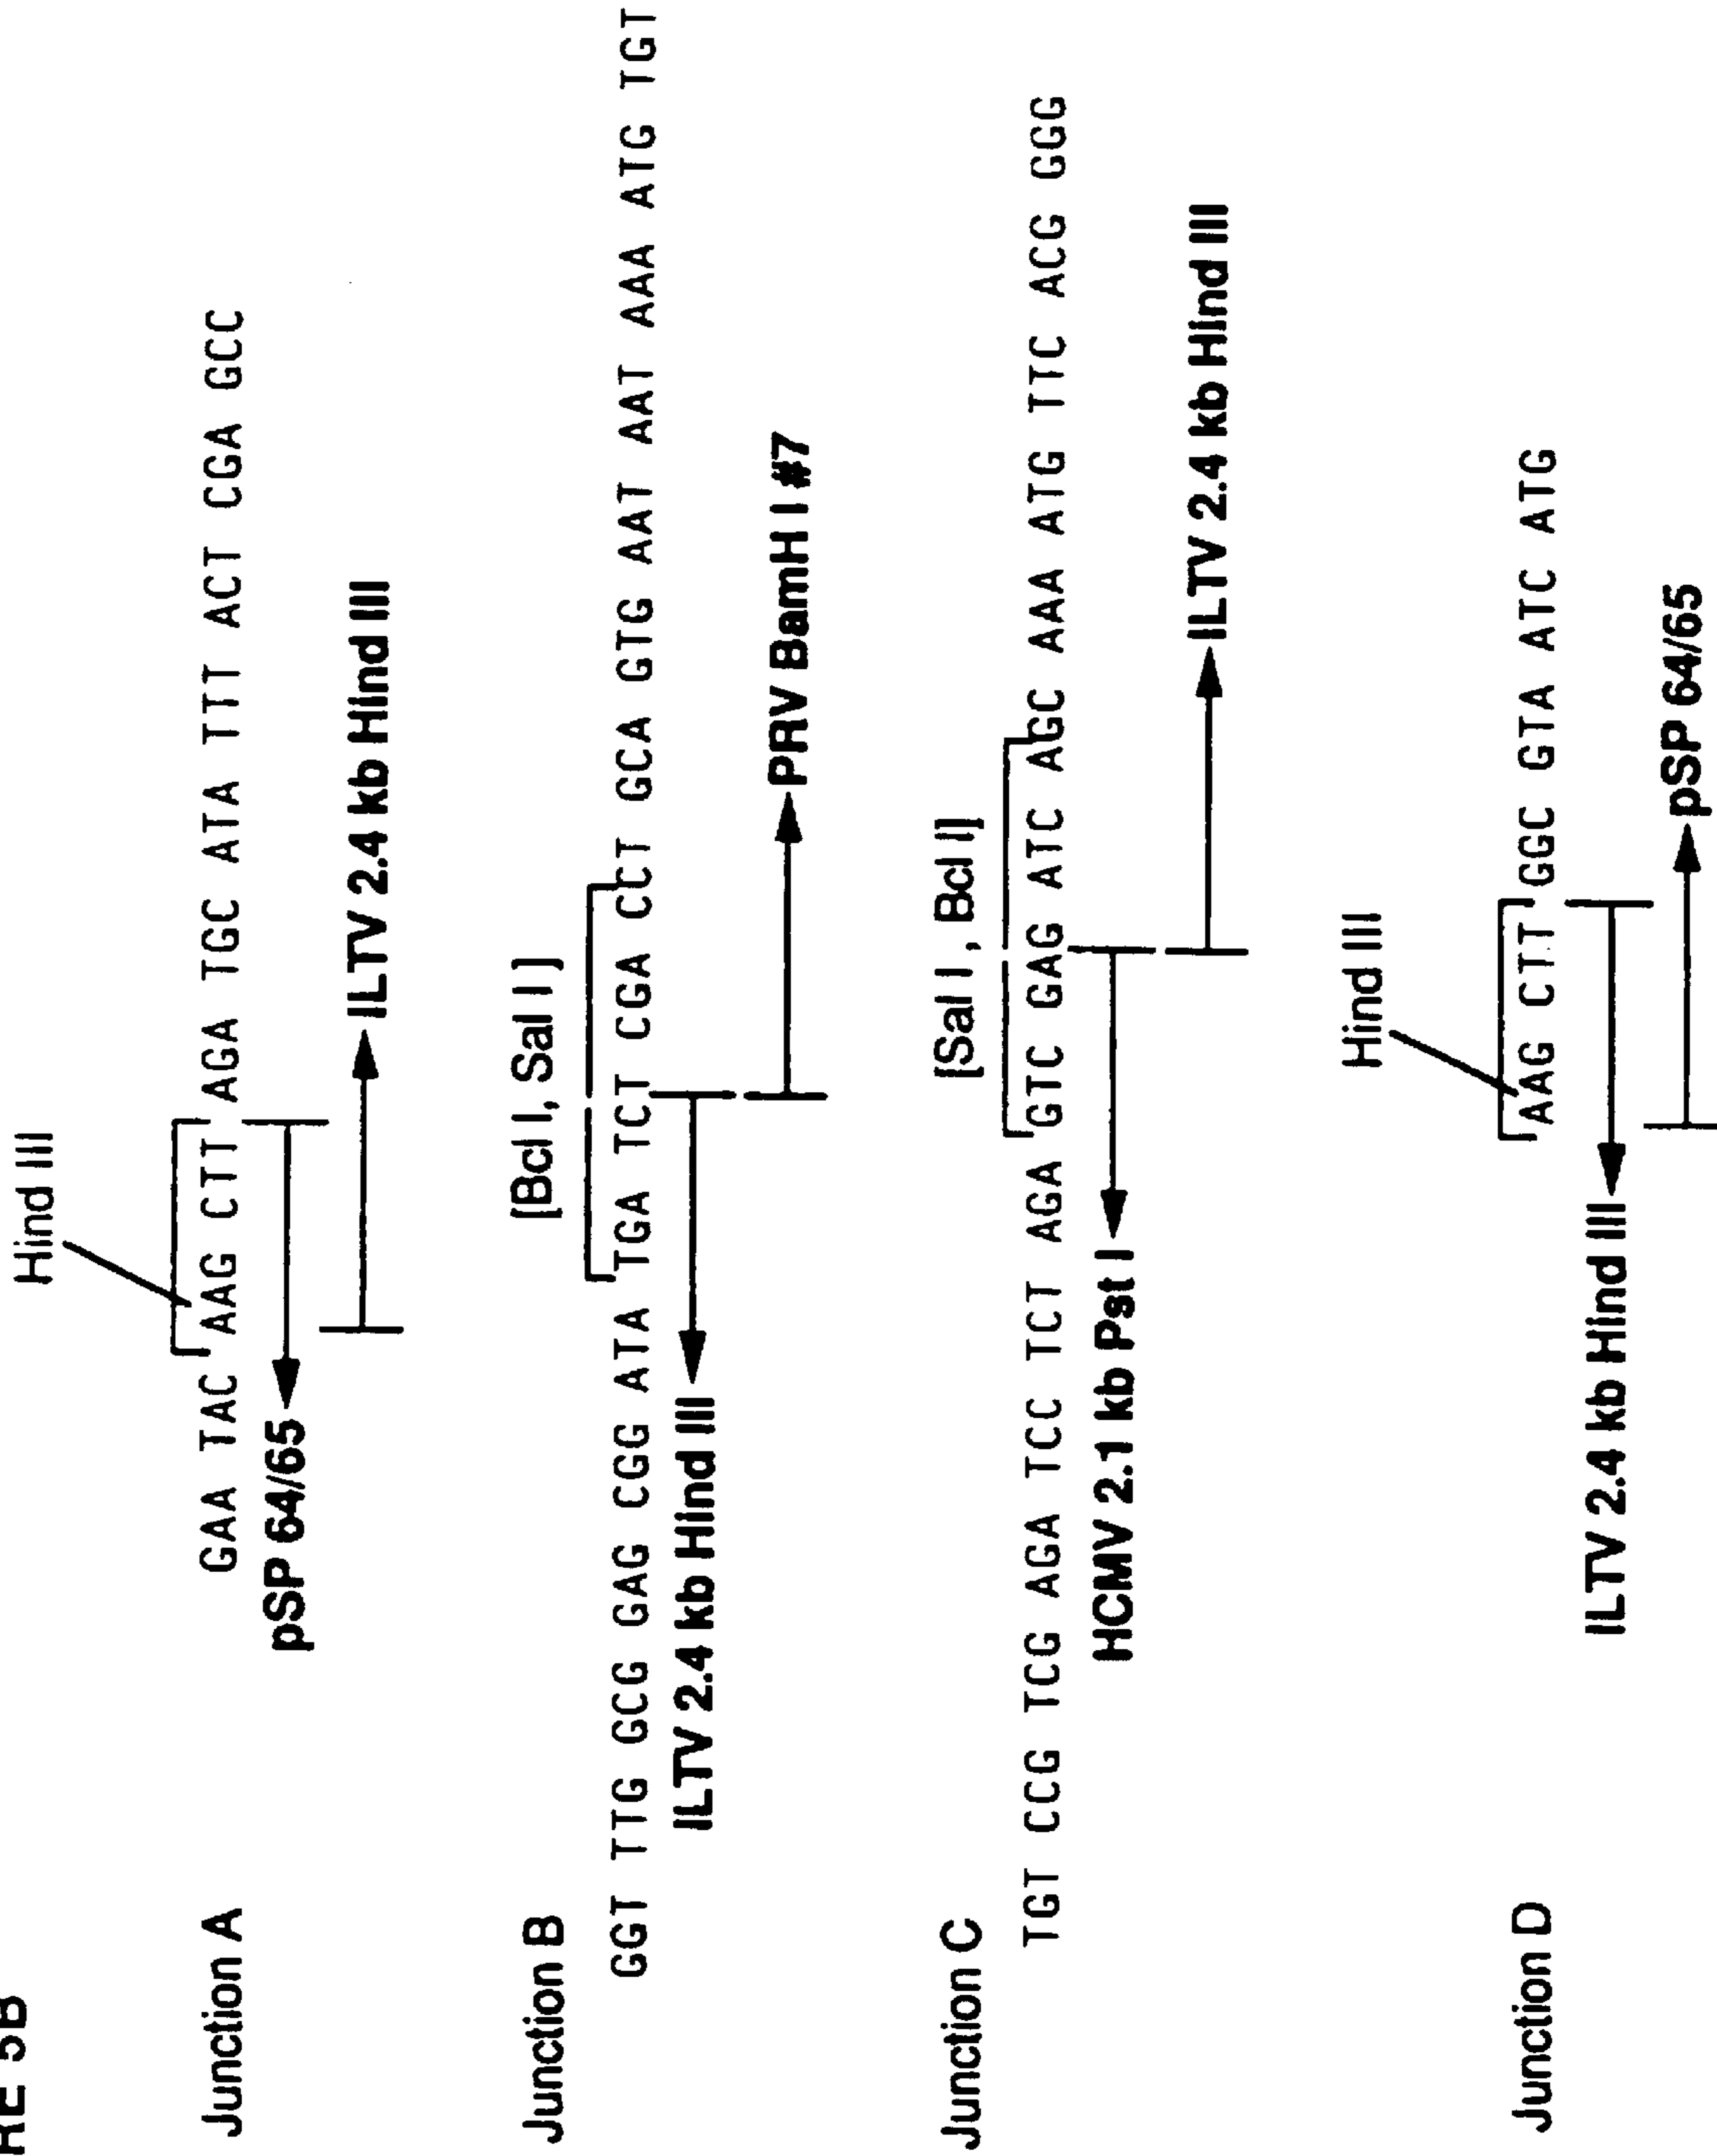 RE 5B
Hind III
Junction A
GAA TAC AAG CTT AGA TGC ATA TTT ACT CGA GCC
pSP 64/65
ILTV 2.4 kb Hind III
[Bcl I, Sal I]
Junction B
GGT TTG GCG GAG CGG ATA TGA TCT CGA CCT GCA GTG AAT AAT AAA ATG TGT
ILTV 2.4 kb Hind III
PRV BamH I #7
[Sal I, Bcl I]
Junction C
TGT CCG TCG AGA TCC TCT AGA GTC GAG ATC AGC AAA ATG TTC ACG GGG
HCMV 2.1 kb Pst I
ILTV 2.4 kb Hind III
Hind III
Junction D
AAG CTT GGC GTA ATC ATG
ILTV 2.4 kb Hind III
pSP 64/65